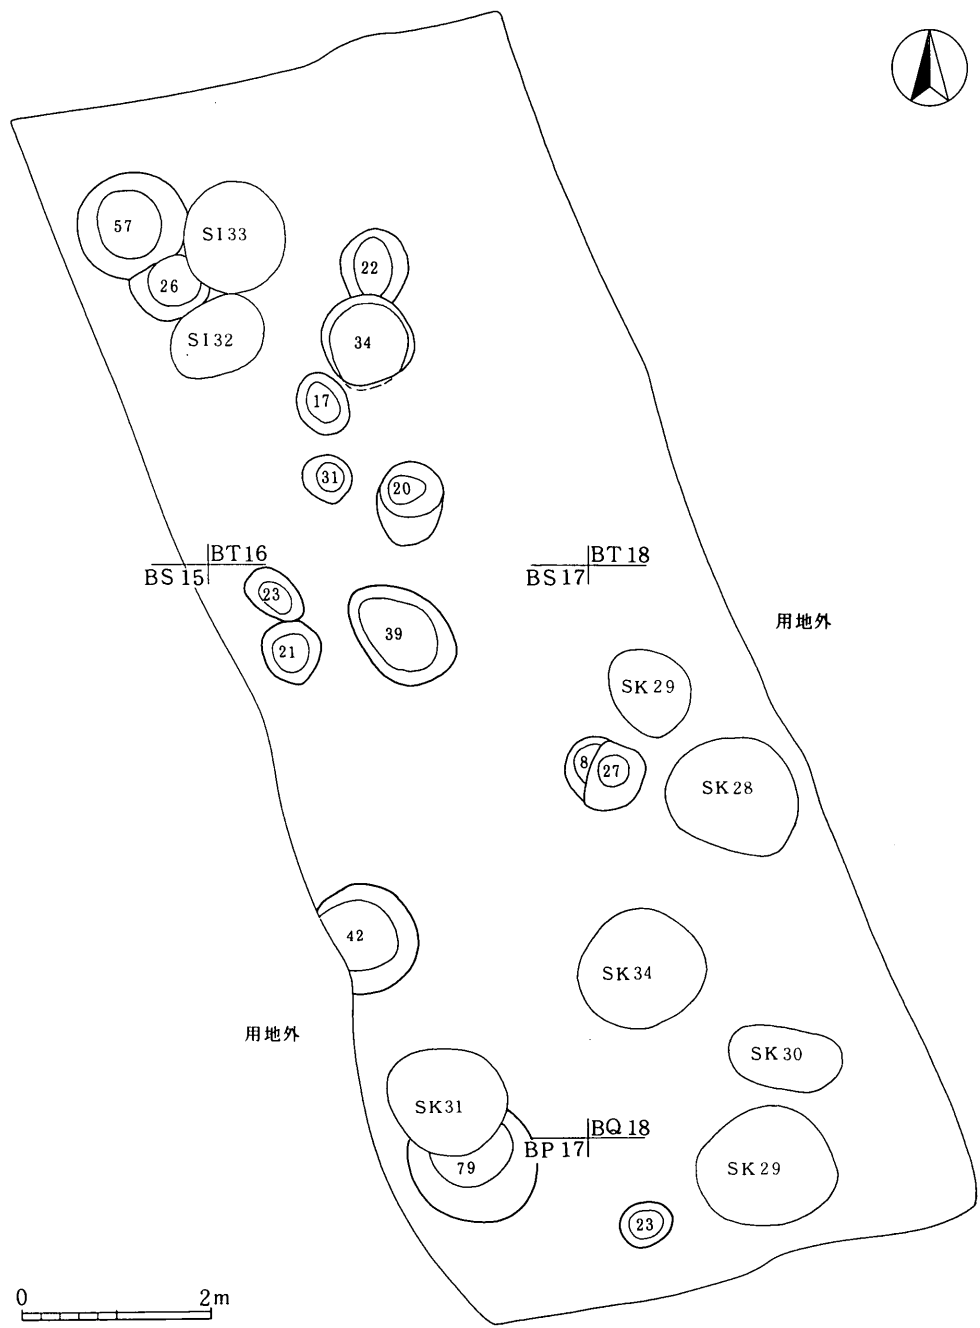 57
SI33
26
SI32
22
34
17
31
20
BT16
BS15
BT18
BS17
23
21
39
用地外
SK29
8
27
SK28
42
SK34
用地外
SK30
SK31
79
BQ18
BP17
SK29
23
0 2m